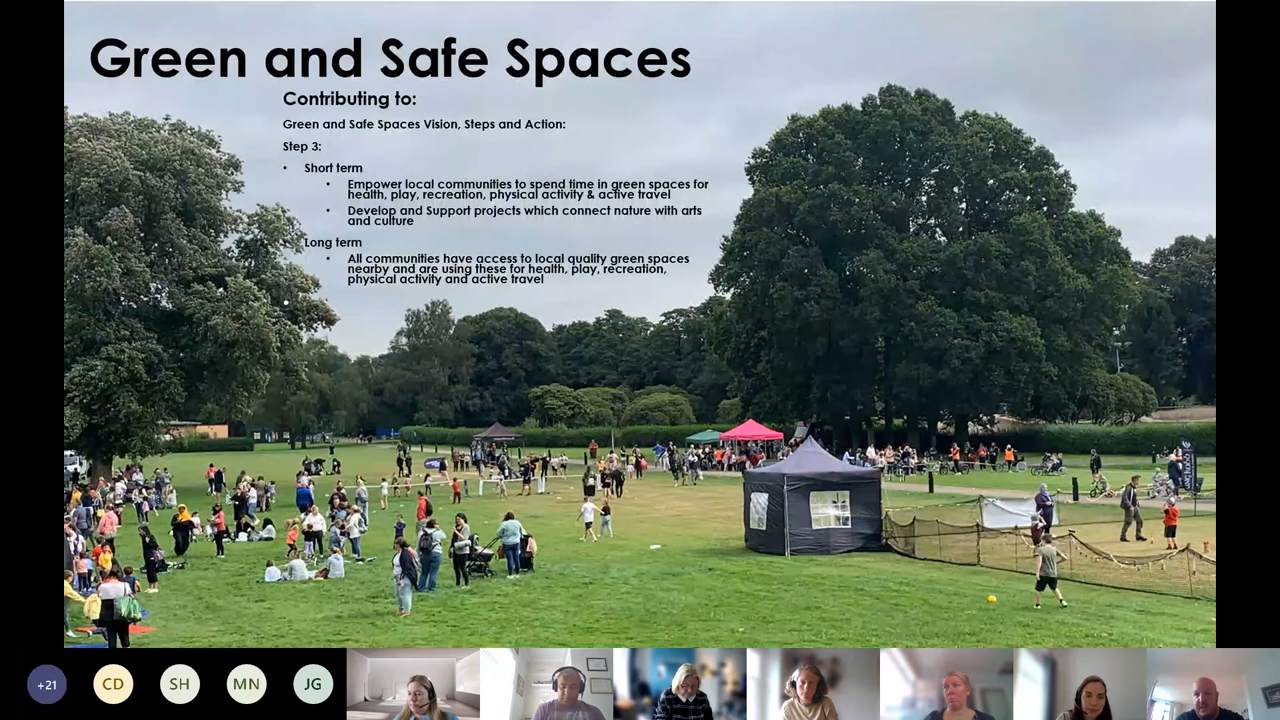 Green and Safe Spaces
Contributing to:
Green and Safe Spaces Vision, Steps and Action:
Step 3:
• Short term
• Empower local communities to spend time in green spaces for
health, play, recreation, physical activity & active travel
• Develop and Support projects which connect nature with arts
and culture
Long term
• All communities have access to local quality green spaces
nearby and are using these for health, play, recreation,
physical activity and active travel
+21
CD
SH
MN
JG